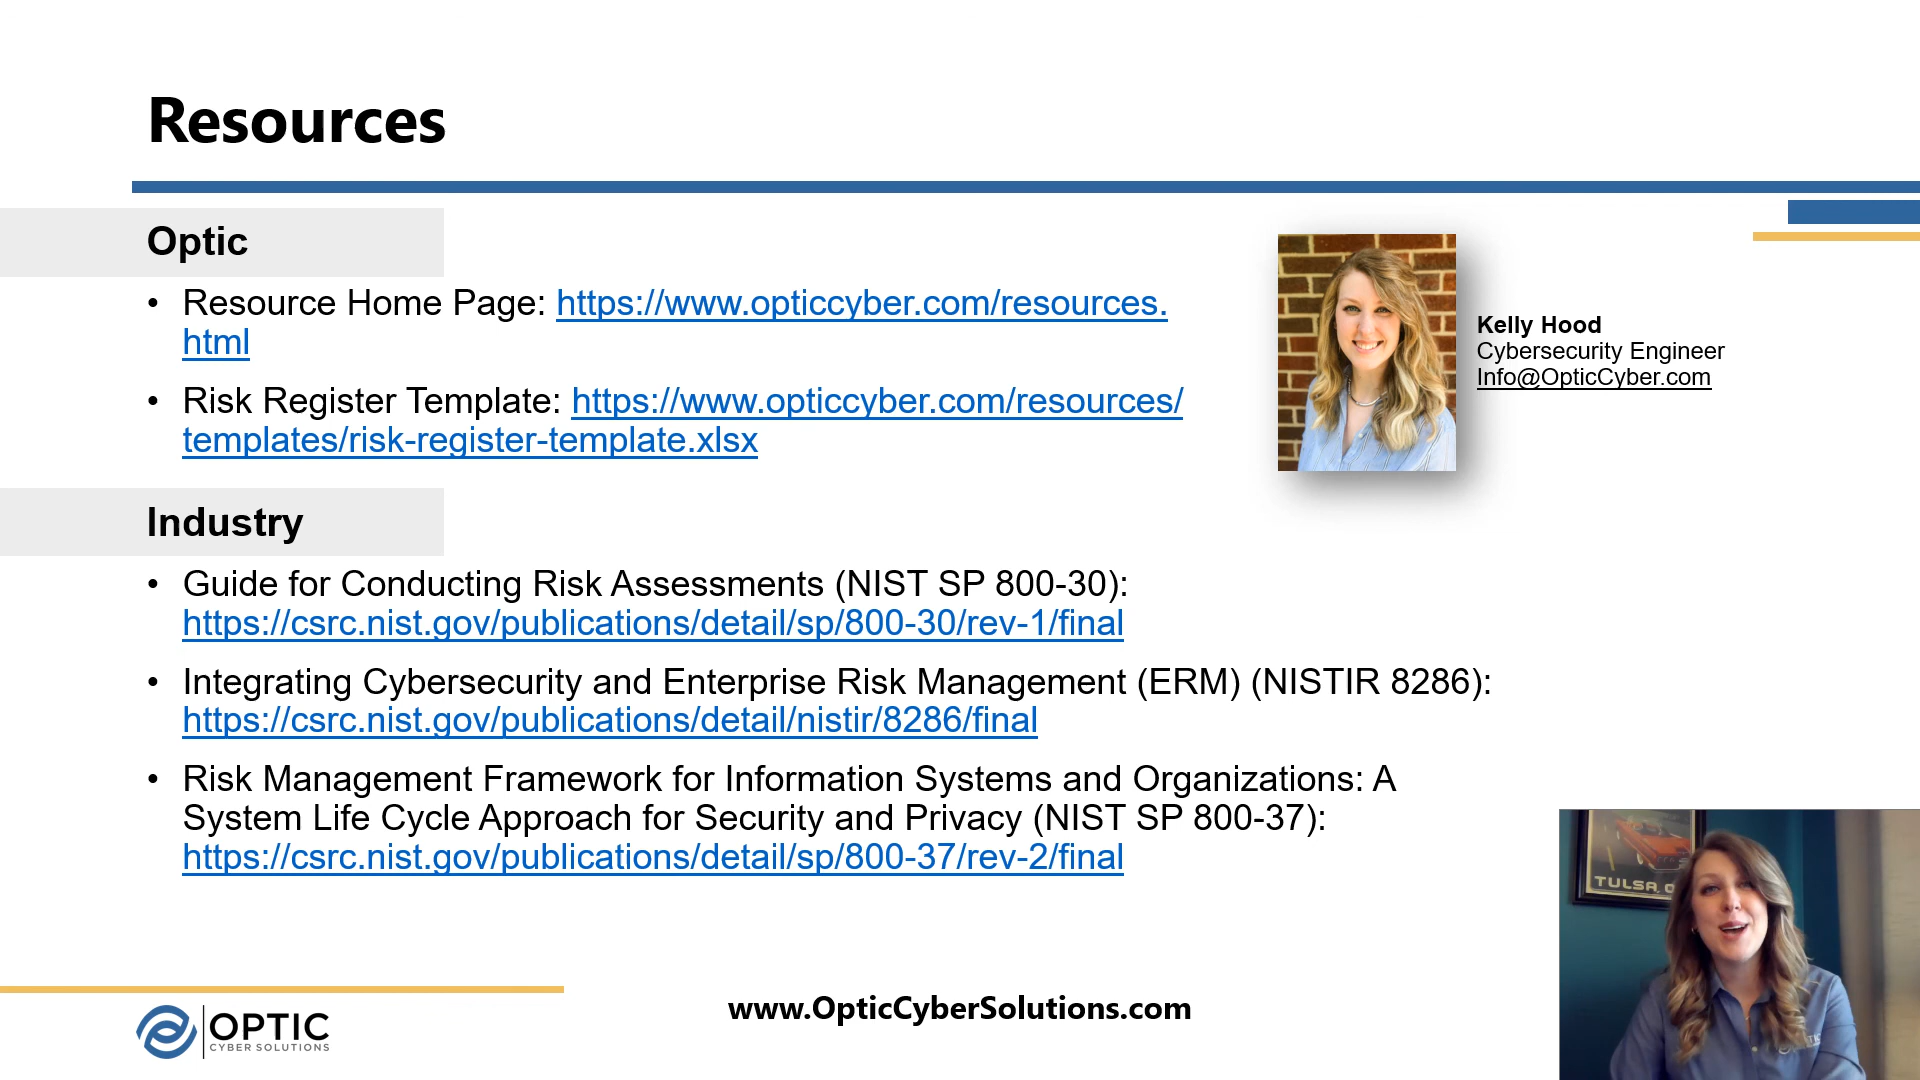 Resources
Optic
• Resource Home Page: https://www.opticcyber.com/resources.
html
• Risk Register Template: https://www.opticcyber.com/resources/
templates/risk-register-template.xlsx
Kelly Hood
Cybersecurity Engineer
Info@OpticCyber.com
Industry
• Guide for Conducting Risk Assessments (NIST SP 800-30):
https://csrc.nist.gov/publications/detail/sp/800-30/rev-1/final
• Integrating Cybersecurity and Enterprise Risk Management (ERM) (NISTIR 8286):
https://csrc.nist.gov/publications/detail/nistir/8286/final
• Risk Management Framework for Information Systems and Organizations: A
System Life Cycle Approach for Security and Privacy (NIST SP 800-37):
https://csrc.nist.gov/publications/detail/sp/800-37/rev-2/final
TULSA, O
OPTIC
CYBER SOLUTIONS
www.OpticCyberSolutions.com